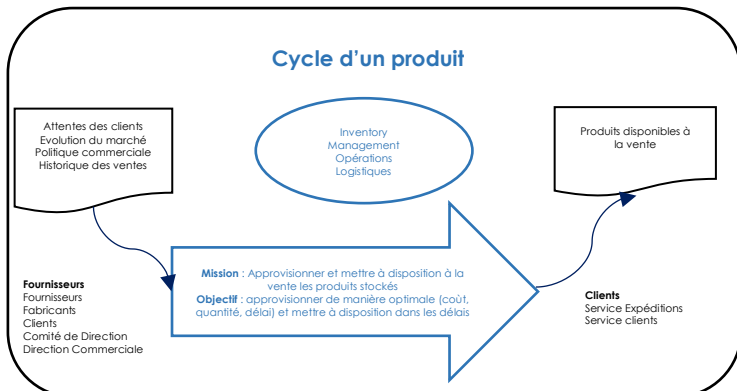 Cycle d'un produit
Attentes des clients
Evolution du marché
Politique commerciale
Historique des ventes
Inventory
Management
Opérations
Logistiques
Produits disponibles à
la vente
Mission : Approvisionner et mettre à disposition à la
vente les produits stockés
Objectif : approvisionner de manière optimale (coût,
quantité, délai) et mettre à disposition dans les délais
Fournisseurs
Fournisseurs
Fabricants
Clients
Comité de Direction
Direction Commerciale
Clients
Service Expéditions
Service clients